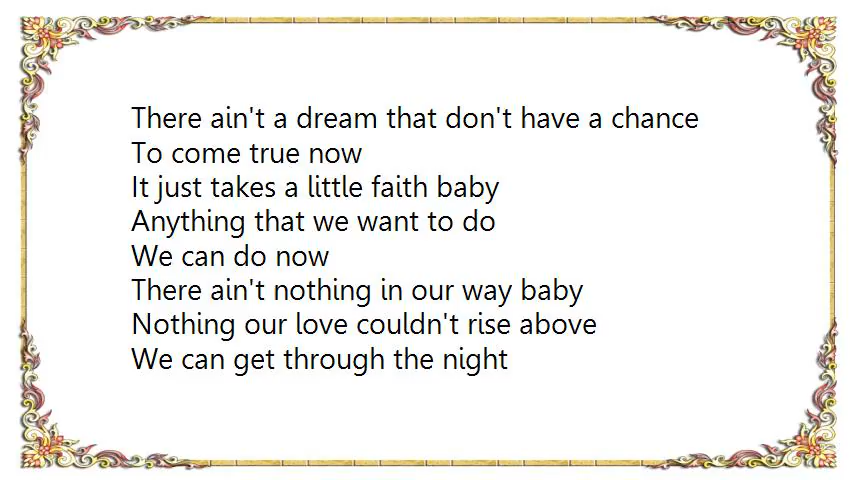 There ain't a dream that don't have a chance
To come true now
It just takes a little faith baby
Anything that we want to do
We can do now
There ain't nothing in our way baby
Nothing our love couldn't rise above
We can get through the night